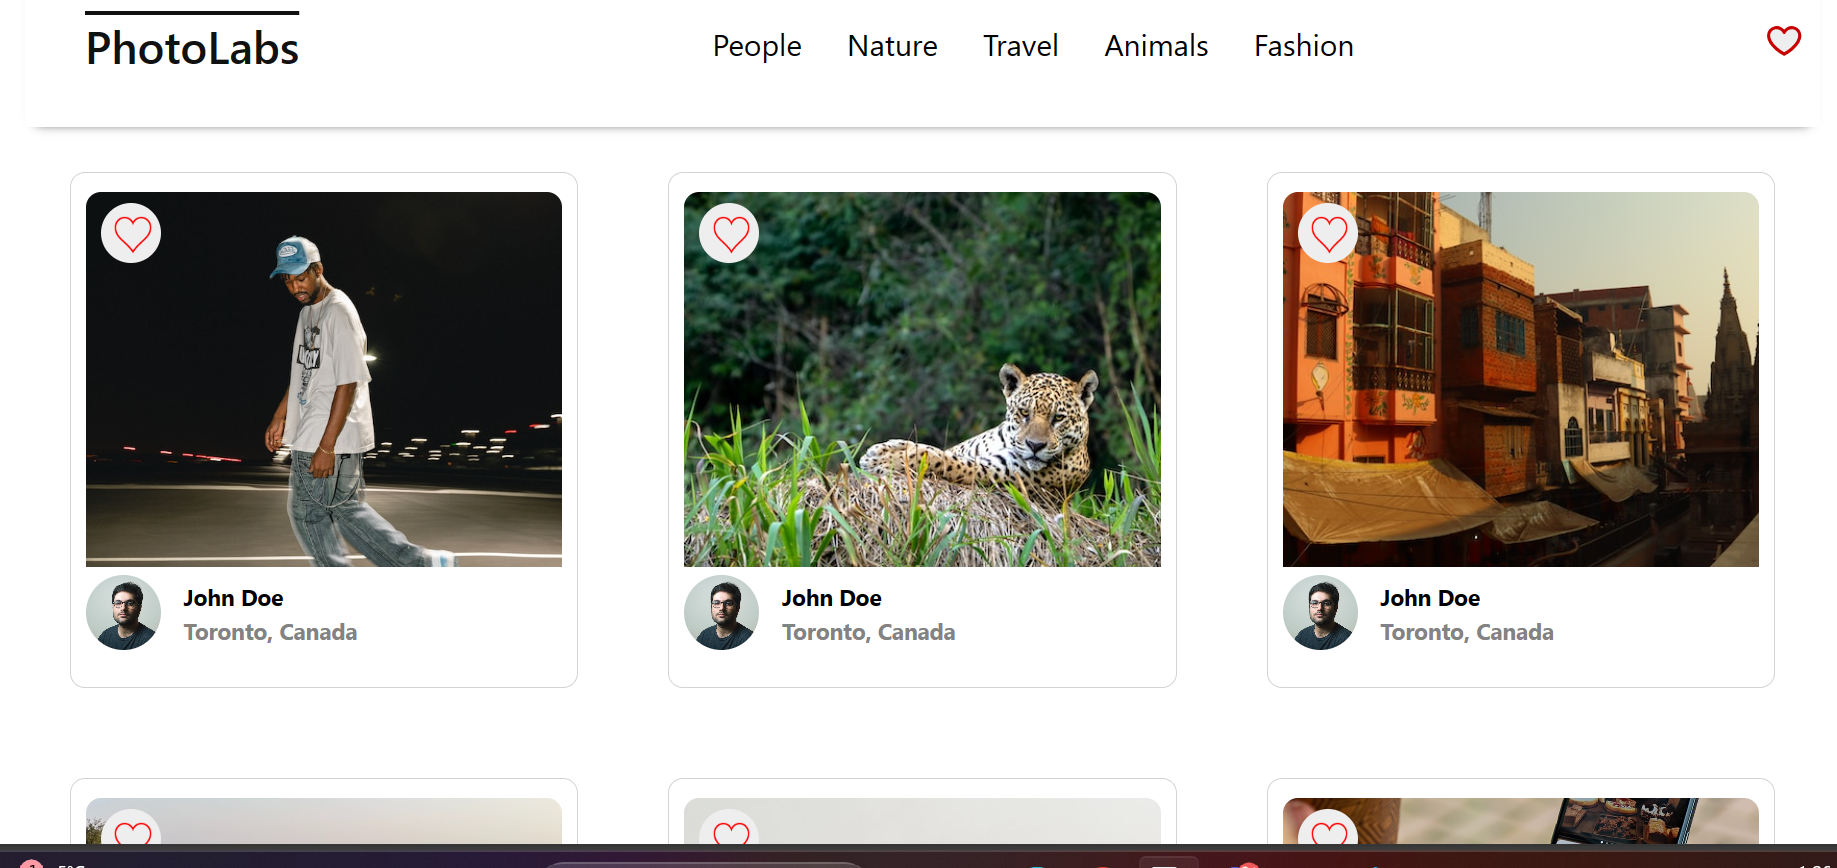 PhotoLabs
People Nature Travel Animals Fashion
John Doe
Toronto, Canada
John Doe
Toronto, Canada
John Doe
Toronto, Canada